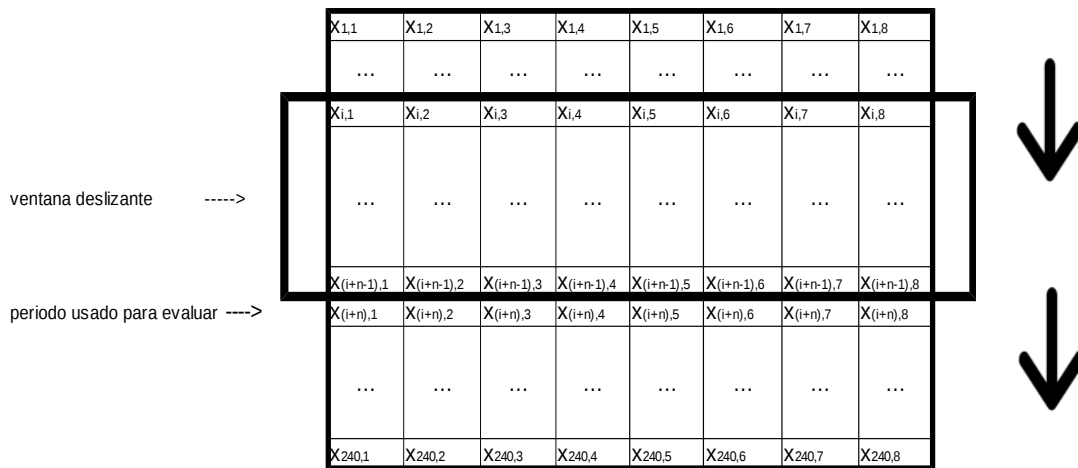 x1,1 x1,2 x1,3 x1,4 x1,5 x1,6 x1,7 x1,8
... ... ... ... ... ... ... ...
xi,1 xi,2 xi,3 xi,4 xi,5 xi,6 xi,7 xi,8
ventana deslizante ----->
... ... ... ... ... ... ... ...
x(i+n-1),1 x(i+n-1),2 x(i+n-1),3 x(i+n-1),4 x(i+n-1),5 x(i+n-1),6 x(i+n-1),7 x(i+n-1),8
periodo usado para evaluar ---->
x(i+n),1 x(i+n),2 x(i+n),3 x(i+n),4 x(i+n),5 x(i+n),6 x(i+n),7 x(i+n),8
... ... ... ... ... ... ... ...
x240,1 x240,2 x240,3 x240,4 x240,5 x240,6 x240,7 x240,8